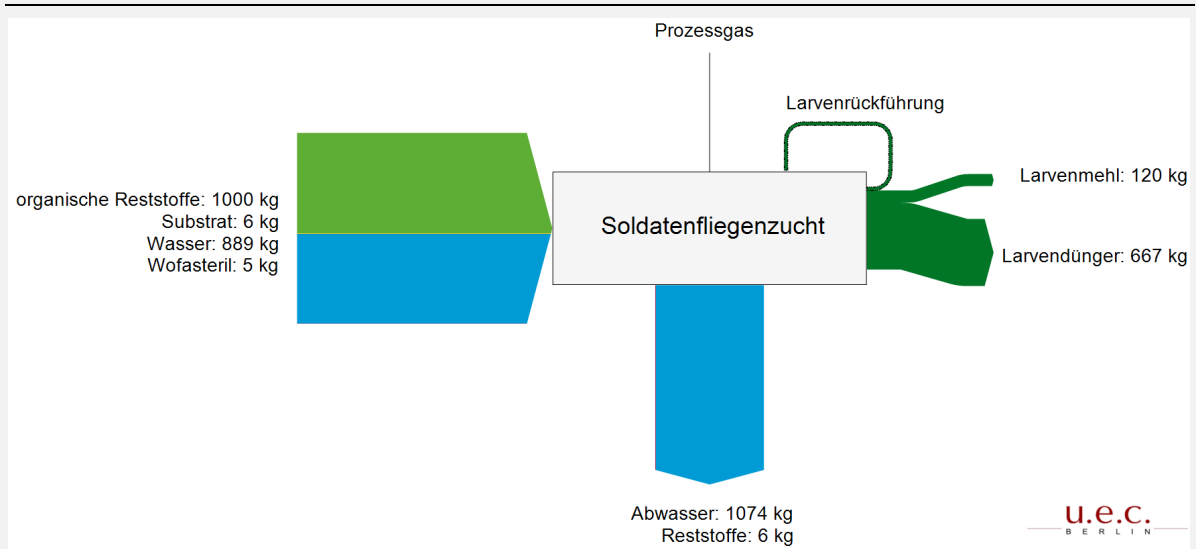 Prozessgas
Larvenrückführung
organische Reststoffe: 1000 kg
Substrat: 6 kg
Wasser: 889 kg
Wofasteril: 5 kg
Soldatenfliegenzucht
Larvenmehl: 120 kg
Larvendünger: 667 kg
Abwasser: 1074 kg
Reststoffe: 6 kg
u.e.c.
BERLIN